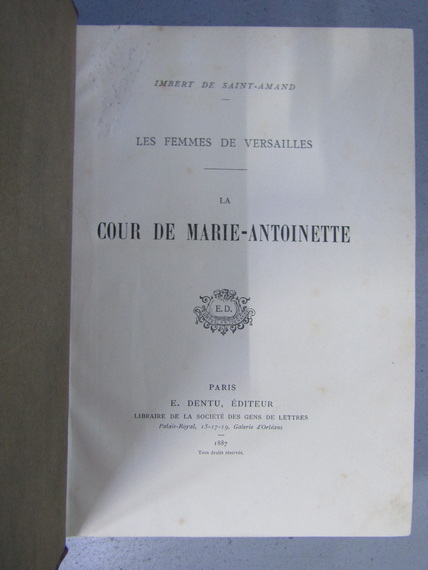 IMBERT DE SAINT-AMAND
LES FEMMES DE VERSAILLES
LA
COUR DE MARIE-ANTOINETTE
E.D.
PARIS
E. DENTU, ÉDITEUR
LIBRAIRE DE LA SOCIÉTÉ DES GENS DE LETTRES
Palais-Royal, 15-17-19, Galerie d'Orléans
1887
Tous droits réservés.